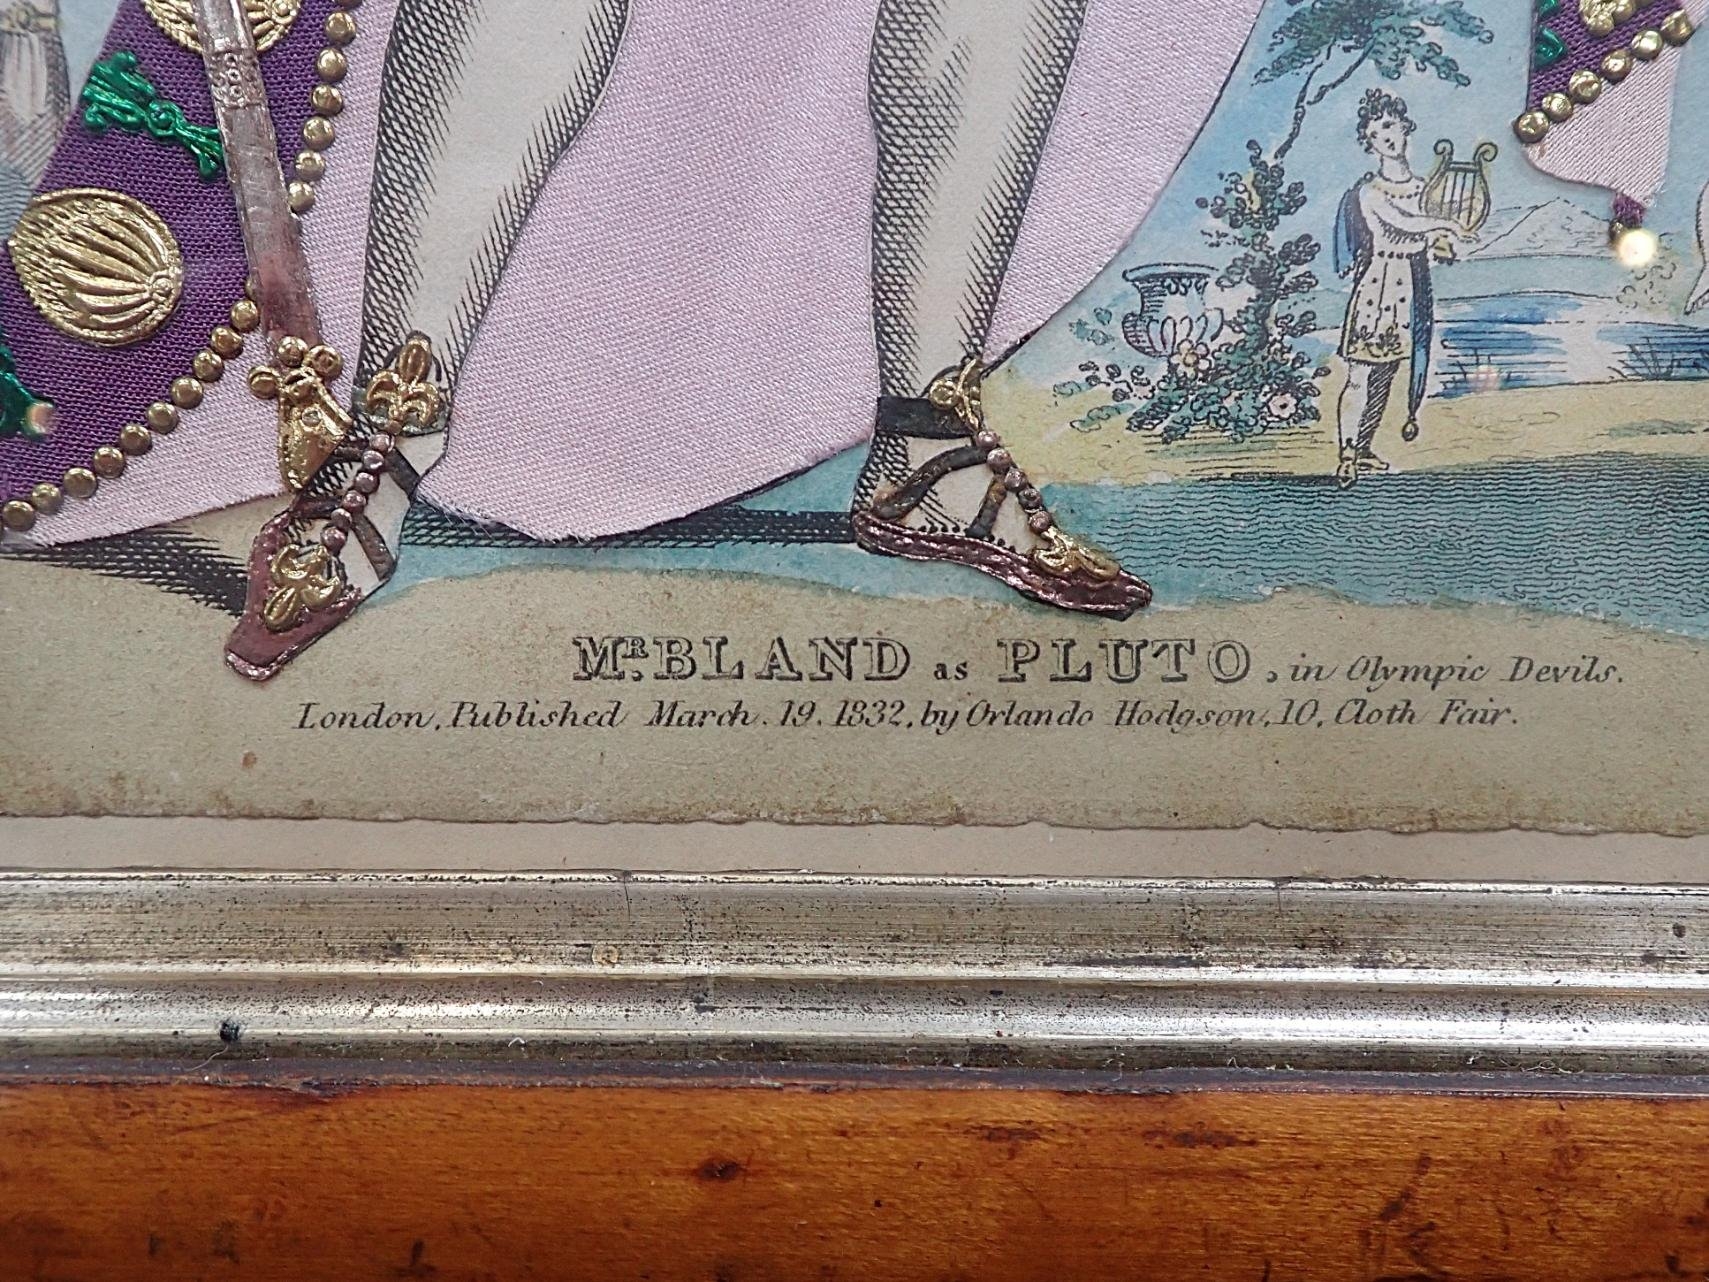 Mr. BLAND as PLUTO, in Olympic Devils.
London, Published March. 19. 1832, by Orlando Hodgson, 10, Cloth Fair.